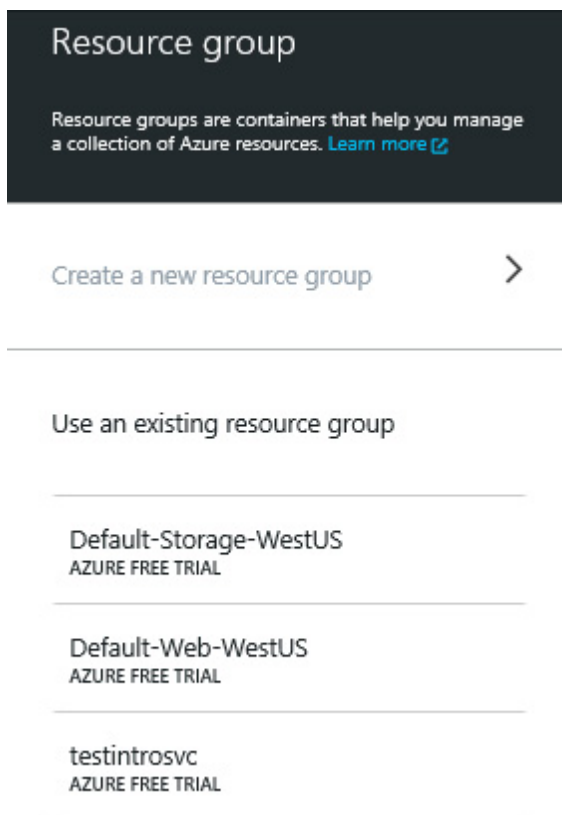 Resource group
Resource groups are containers that help you manage
a collection of Azure resources. Learn more
Create a new resource group
Use an existing resource group
Default-Storage-WestUS
AZURE FREE TRIAL
Default-Web-WestUS
AZURE FREE TRIAL
testintrosvc
AZURE FREE TRIAL